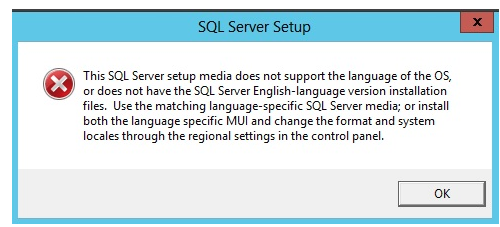 SQL Server Setup
x
This SQL Server setup media does not support the language of the OS,
or does not have the SQL Server English-language version installation
files.  Use the matching language-specific SQL Server media; or install
both the language specific MUI and change the format and system
locales through the regional settings in the control panel.
OK